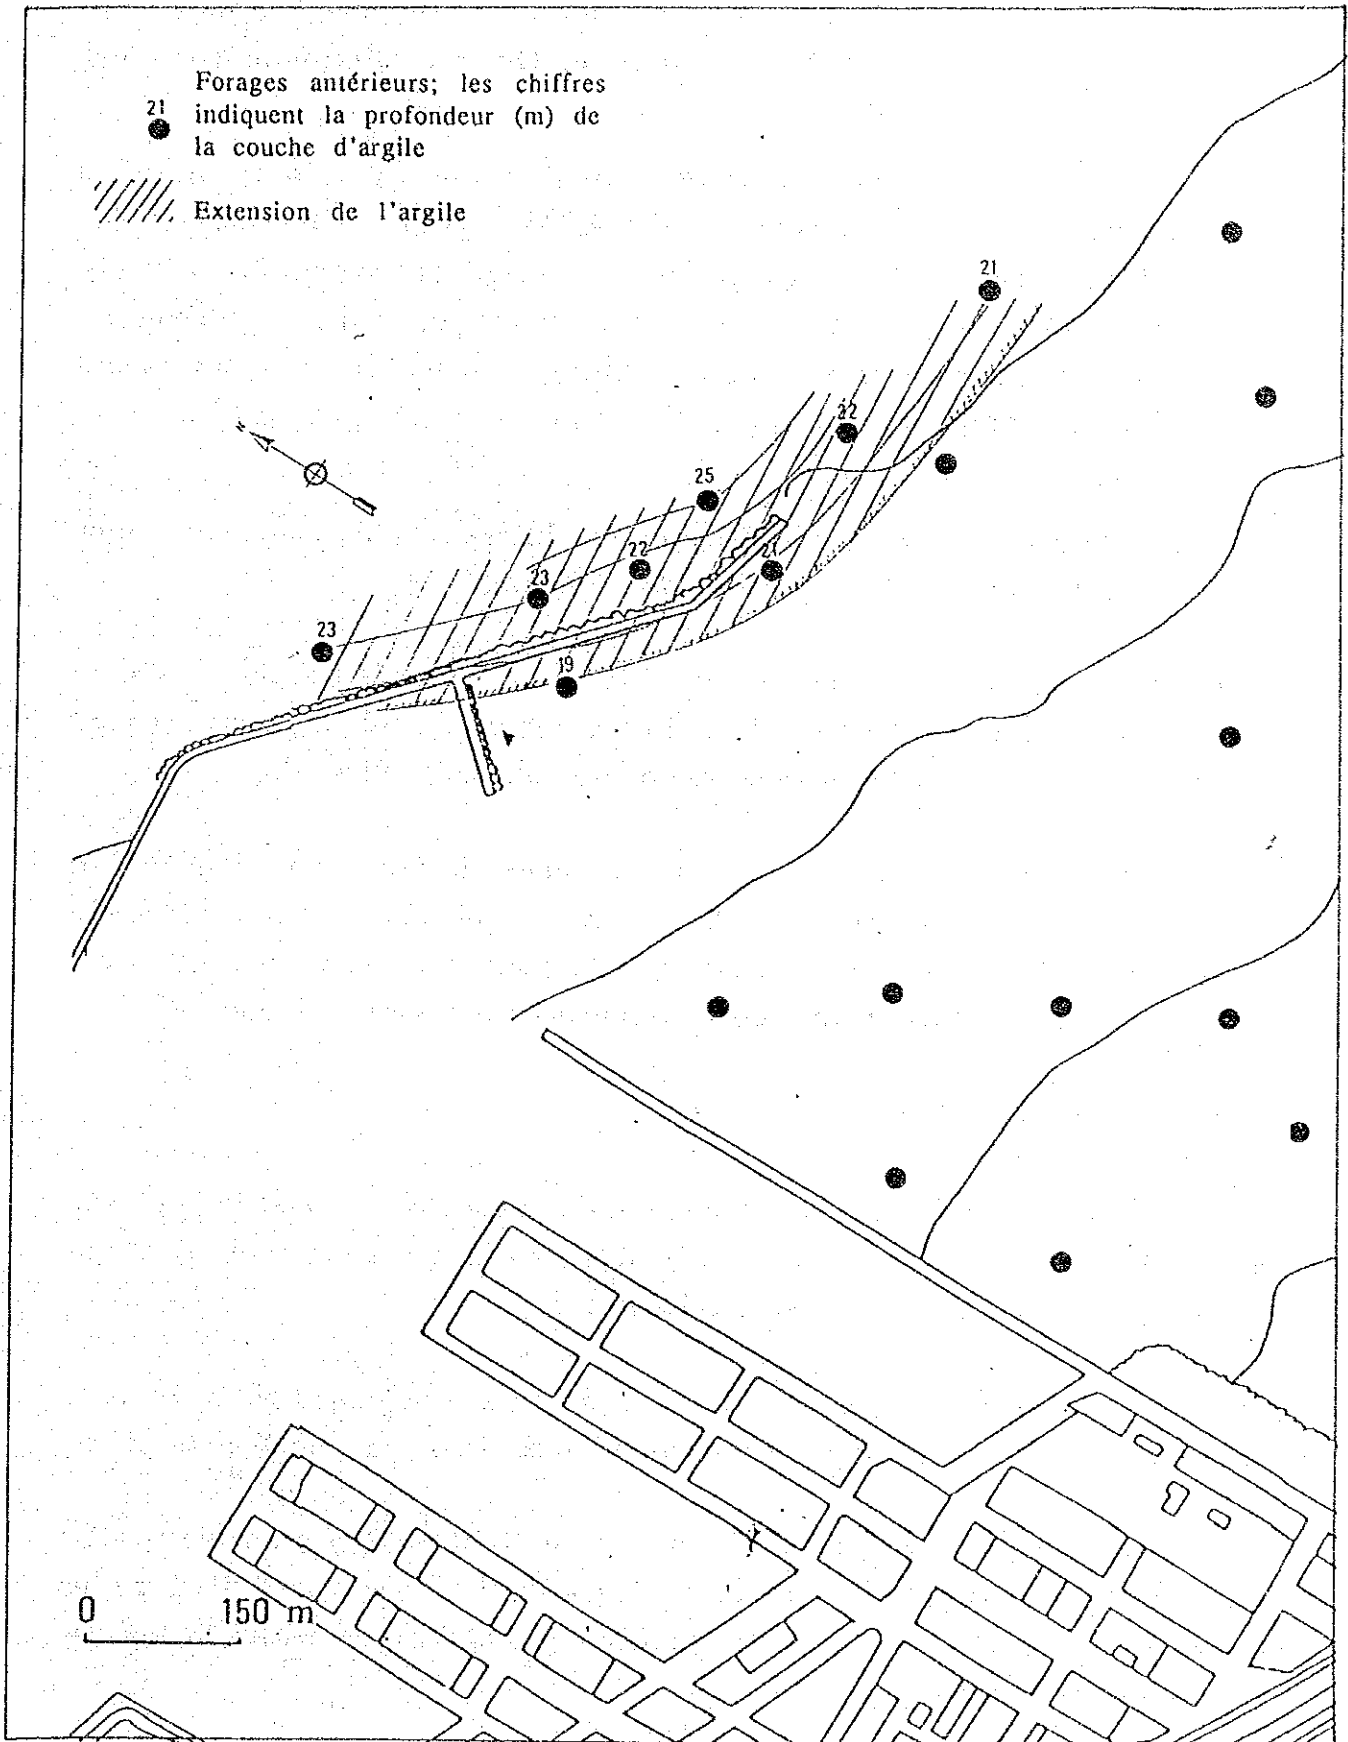 Forages antérieurs; les chiffres
21 indiquent la profondeur (m) de
la couche d'argile
Extension de l'argile
21
22
N
25
22
21
23
23
19
0 150 m